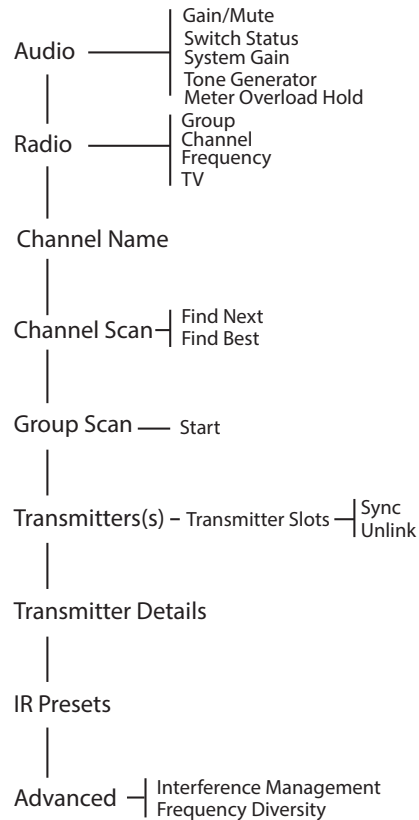 Audio
Gain/Mute
Switch Status
System Gain
Tone Generator
Meter Overload Hold
Radio
Group
Channel
Frequency
TV
Channel Name
Channel Scan
Find Next
Find Best
Group Scan
Start
Transmitters(s)
Transmitter Slots
Sync
Unlink
Transmitter Details
IR Presets
Advanced
Interference Management
Frequency Diversity